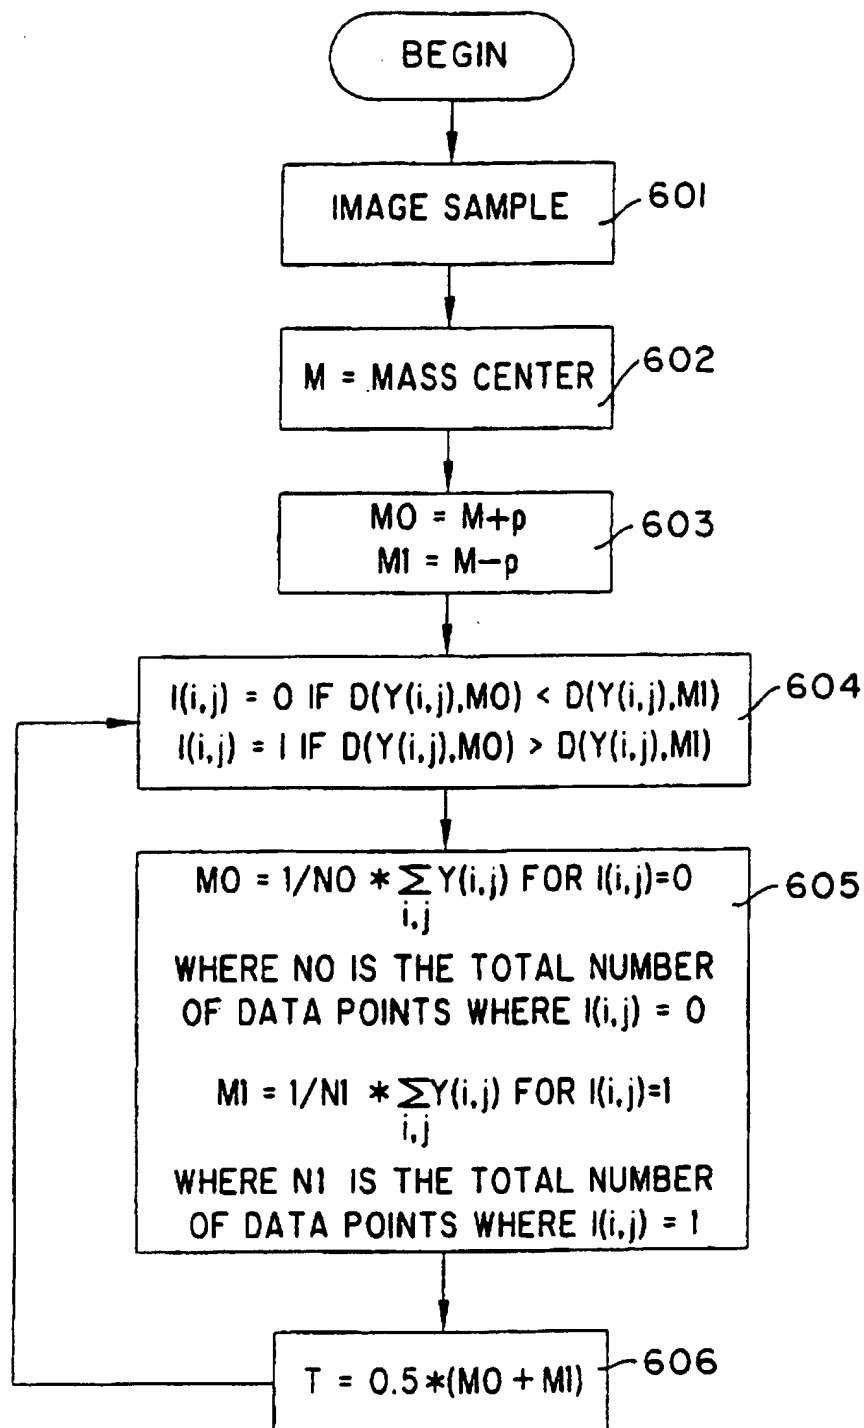 BEGIN
IMAGE SAMPLE
601
M = MASS CENTER
602
M0 = M+p
M1 = M-p
603
I(i,j) = 0 IF D(Y(i,j),M0) < D(Y(i,j),M1)
I(i,j) = 1 IF D(Y(i,j),M0) > D(Y(i,j),M1)
604
M0 = 1/N0 * ∑ Y(i,j) FOR I(i,j)=0
i,j
WHERE N0 IS THE TOTAL NUMBER
OF DATA POINTS WHERE I(i,j) = 0
M1 = 1/N1 * ∑ Y(i,j) FOR I(i,j)=1
i,j
WHERE N1 IS THE TOTAL NUMBER
OF DATA POINTS WHERE I(i,j) = 1
605
T = 0.5*(M0 + M1)
606